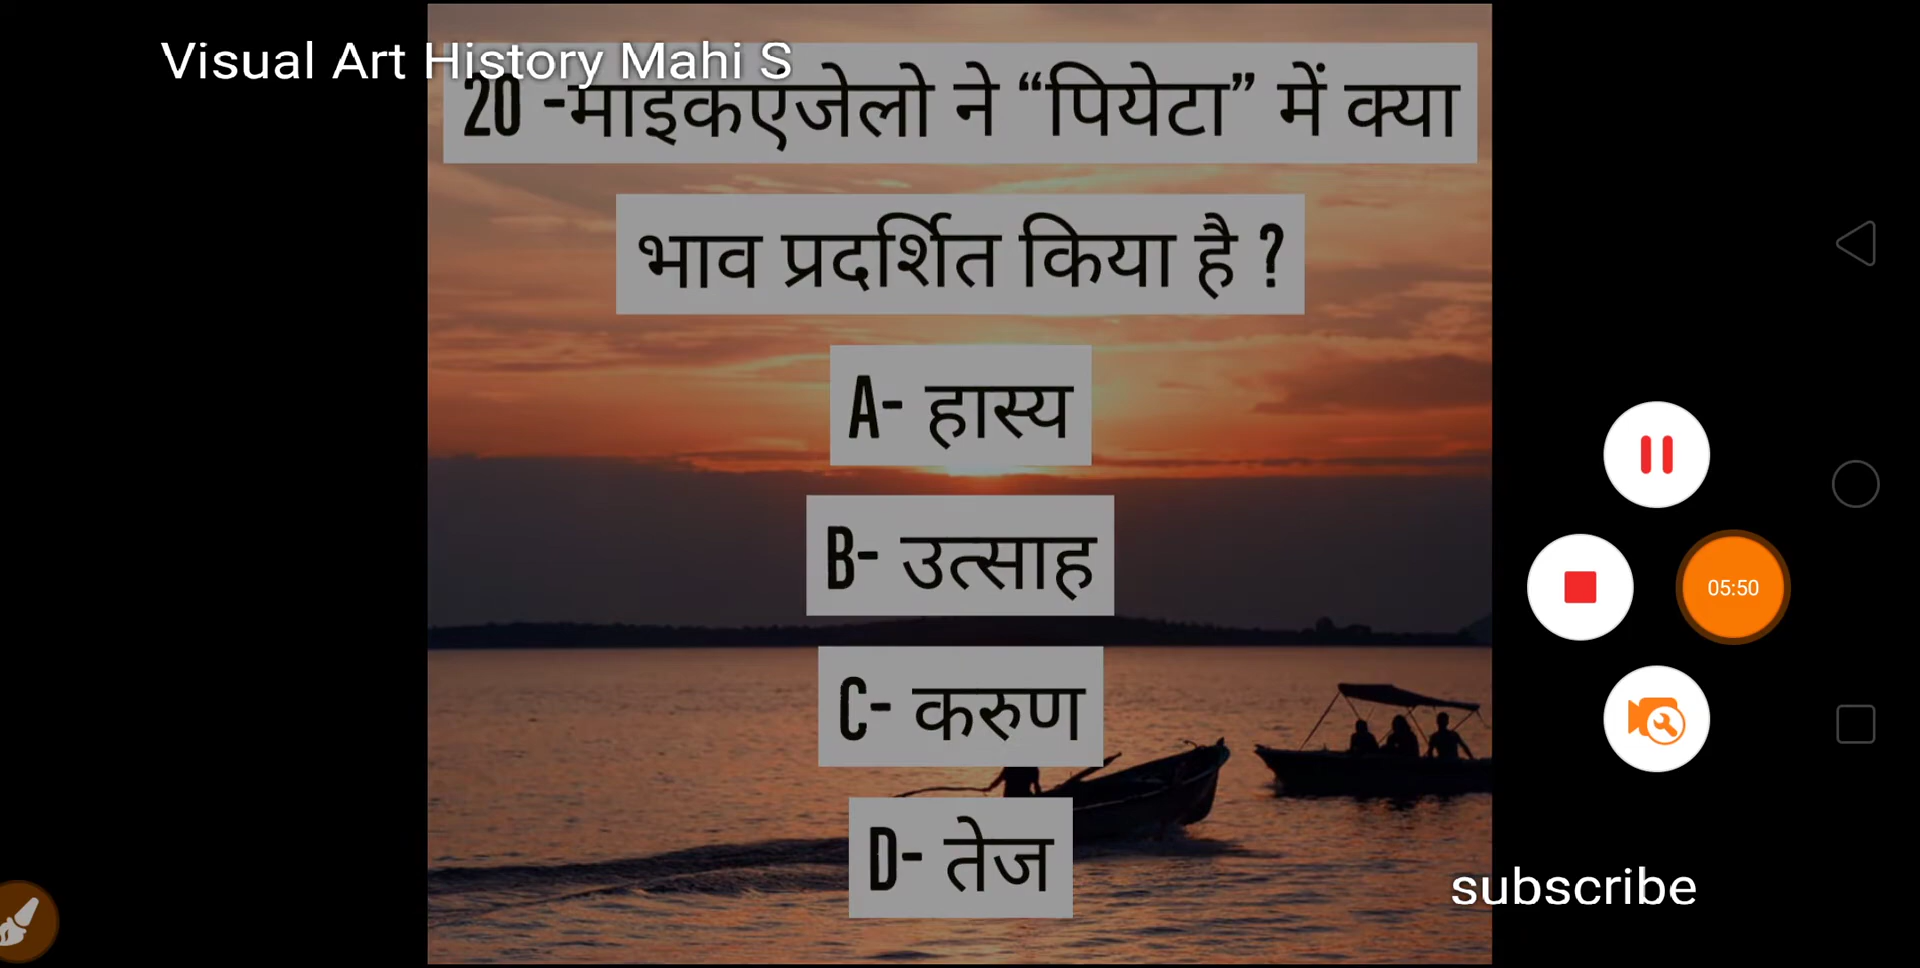 Visual Art History Mahi S
20 -माइकएंजेलो ने “पियेटा” में क्या
भाव प्रदर्शित किया है ?
A- हास्य
B- उत्साह
C- करुण
D- तेज
05:50
subscribe